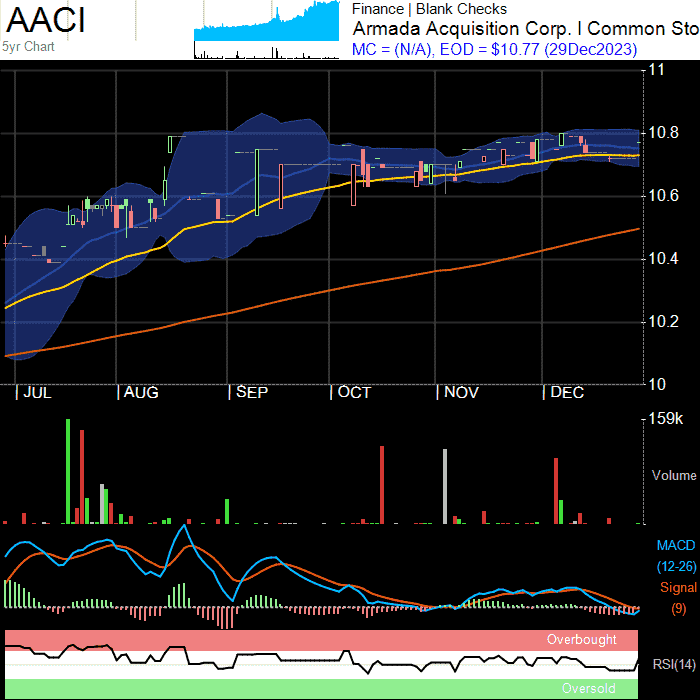 AACI
5yr Chart
Finance | Blank Checks
Armada Acquisition Corp. I Common Sto
MC = (N/A), EOD = $10.77 (29Dec2023)
11
10.8
10.6
10.4
10.2
10
JUL AUG SEP OCT NOV DEC
159k
Volume
MACD
(12-26)
Signal
(9)
Overbought
RSI(14)
Oversold